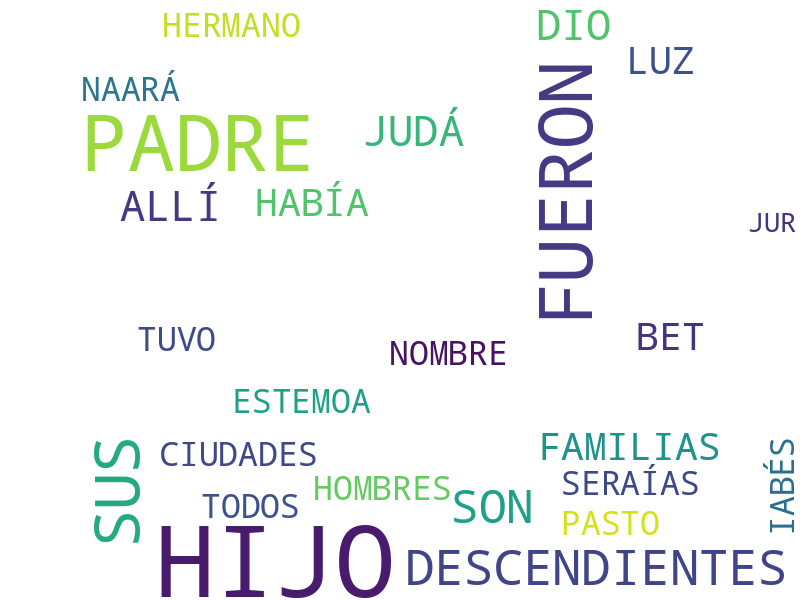 HERMANO
DIO
LUZ
NAARÁ
PADRE
JUDÁ
FUERON
ALLÍ
HABÍA
JUR
TUVO
NOMBRE
BET
ESTEMOA
SUS
CIUDADES
FAMILIAS
IABÉS
HOMBRES
SERAÍAS
TODOS
SON
PASTO
HIJO
DESCENDIENTES